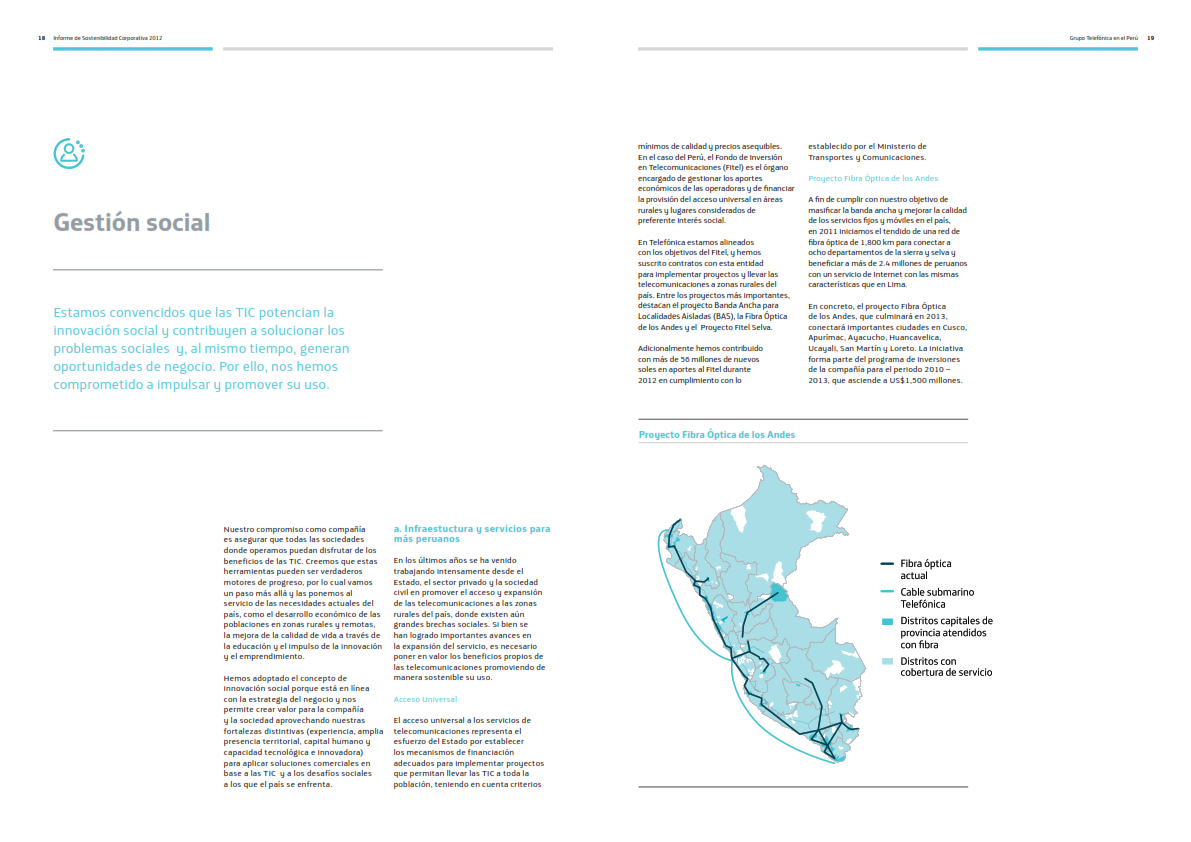 18 Informe de Sostenibilidad Corporativa 2012
Gestión social
Estamos convencidos que las TIC potencian la
innovación social y contribuyen a solucionar los
problemas sociales y, al mismo tiempo, generan
oportunidades de negocio. Por ello, nos hemos
comprometido a impulsar y promover su uso.
Nuestro compromiso como compañía
es asegurar que todas las sociedades
donde operamos puedan disfrutar de los
beneficios de las TIC. Creemos que estas
herramientas pueden ser verdaderos
motores de progreso, por lo cual vamos
un paso más allá y las ponemos al
servicio de las necesidades actuales del
país, como el desarrollo económico de las
poblaciones en zonas rurales y remotas,
la mejora de la calidad de vida a través de
la educación y el impulso de la innovación
y el emprendimiento.
Hemos adoptado el concepto de
innovación social porque está en línea
con la estrategia del negocio y nos
permite crear valor para la compañía
y la sociedad aprovechando nuestras
fortalezas distintivas (experiencia, amplia
presencia territorial, capital humano y
capacidad tecnológica e innovadora)
para aplicar soluciones comerciales en
base a las TIC y a los desafíos sociales
a los que el país se enfrenta.
a. Infraestuctura y servicios para
más peruanos
En los últimos años se ha venido
trabajando intensamente desde el
Estado, el sector privado y la sociedad
civil en promover el acceso y expansión
de las telecomunicaciones a las zonas
rurales del país, donde existen aún
grandes brechas sociales. Si bien se
han logrado importantes avances en
la expansión del servicio, es necesario
poner en valor los beneficios propios de
las telecomunicaciones promoviendo de
manera sostenible su uso.
Acceso Universal
El acceso universal a los servicios de
telecomunicaciones representa el
esfuerzo del Estado por establecer
los mecanismos de financiación
adecuados para implementar proyectos
que permitan llevar las TIC a toda la
población, teniendo en cuenta criterios
Grupo Telefónica en el Perú 19
mínimos de calidad y precios asequibles.
En el caso del Perú, el Fondo de Inversión
en Telecomunicaciones (Fitel) es el órgano
encargado de gestionar los aportes
económicos de las operadoras y de financiar
la provisión del acceso universal en áreas
rurales y lugares considerados de
preferente interés social.
En Telefónica estamos alineados
con los objetivos del Fitel, y hemos
suscrito contratos con esta entidad
para implementar proyectos y llevar las
telecomunicaciones a zonas rurales del
país. Entre los proyectos más importantes,
destacan el proyecto Banda Ancha para
Localidades Aisladas (BAS), la Fibra Óptica
de los Andes y el Proyecto Fitel Selva.
Adicionalmente hemos contribuido
con más de 56 millones de nuevos
soles en aportes al Fitel durante
2012 en cumplimiento con lo
establecido por el Ministerio de
Transportes y Comunicaciones.
Proyecto Fibra Óptica de los Andes
A fin de cumplir con nuestro objetivo de
masificar la banda ancha y mejorar la calidad
de los servicios fijos y móviles en el país,
en 2011 iniciamos el tendido de una red de
fibra óptica de 1,800 km para conectar a
ocho departamentos de la sierra y selva y
beneficiar a más de 2.4 millones de peruanos
con un servicio de Internet con las mismas
características que en Lima.
En concreto, el proyecto Fibra Óptica
de los Andes, que culminará en 2013,
conectará importantes ciudades en Cusco,
Apurímac, Ayacucho, Huancavelica,
Ucayali, San Martín y Loreto. La iniciativa
forma parte del programa de inversiones
de la compañía para el periodo 2010 –
2013, que asciende a US$1,500 millones.
Proyecto Fibra Óptica de los Andes
Fibra óptica
actual
Cable submarino
Telefónica
Distritos capitales de
provincia atendidos
con fibra
Distritos con
cobertura de servicio